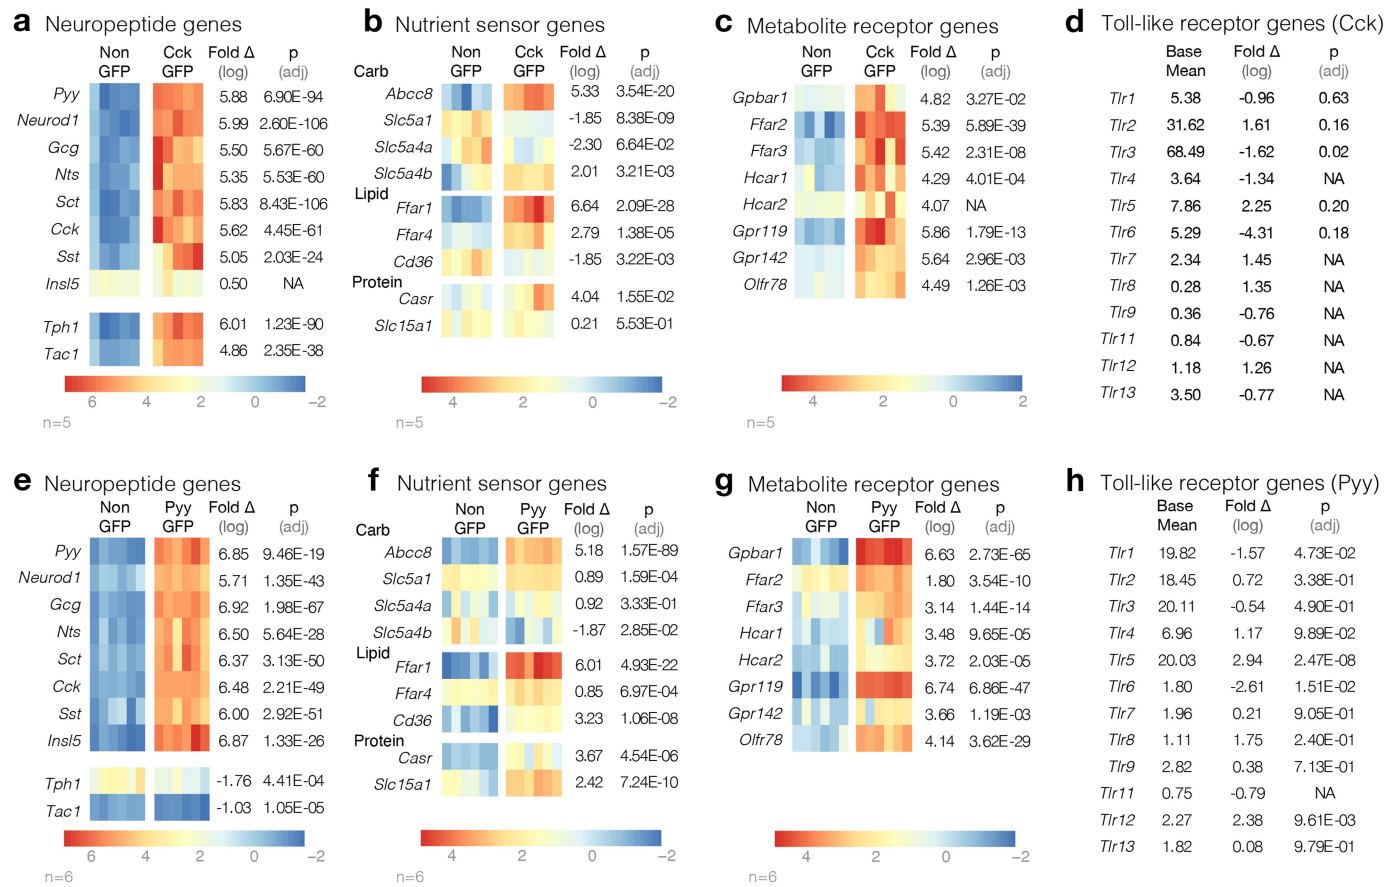 a Neuropeptide genes
Non GFP Cck GFP Fold Δ (log) p (adj)
Pyy 5.88 6.90E-94
Neurod1 5.99 2.60E-106
Gcg 5.50 5.67E-60
Nts 5.35 5.53E-60
Sct 5.83 8.43E-106
Cck 5.62 4.45E-61
Sst 5.05 2.03E-24
Insl5 0.50 NA
Tph1 6.01 1.23E-90
Tac1 4.86 2.35E-38
6 4 2 0 −2
n=5
b Nutrient sensor genes
Non GFP Cck GFP Fold Δ (log) p (adj)
Carb
Abcc8 5.33 3.54E-20
Slc5a1 -1.85 8.38E-09
Slc5a4a -2.30 6.64E-02
Slc5a4b 2.01 3.21E-03
Lipid
Ffar1 6.64 2.09E-28
Ffar4 2.79 1.38E-05
Cd36 -1.85 3.22E-03
Protein
Casr 4.04 1.55E-02
Slc15a1 0.21 5.53E-01
4 2 0 −2
n=5
c Metabolite receptor genes
Non GFP Cck GFP Fold Δ (log) p (adj)
Gpbar1 4.82 3.27E-02
Ffar2 5.39 5.89E-39
Ffar3 5.42 2.31E-08
Hcar1 4.29 4.01E-04
Hcar2 4.07 NA
Gpr119 5.86 1.79E-13
Gpr142 5.64 2.96E-03
Olfr78 4.49 1.26E-03
4 2 0 2
n=5
d Toll-like receptor genes (Cck)
Base Mean Fold Δ (log) p (adj)
Tlr1 5.38 -0.96 0.63
Tlr2 31.62 1.61 0.16
Tlr3 68.49 -1.62 0.02
Tlr4 3.64 -1.34 NA
Tlr5 7.86 2.25 0.20
Tlr6 5.29 -4.31 0.18
Tlr7 2.34 1.45 NA
Tlr8 0.28 1.35 NA
Tlr9 0.36 -0.76 NA
Tlr11 0.84 -0.67 NA
Tlr12 1.18 1.26 NA
Tlr13 3.50 -0.77 NA
e Neuropeptide genes
Non GFP Pyy GFP Fold Δ (log) p (adj)
Pyy 6.85 9.46E-19
Neurod1 5.71 1.35E-43
Gcg 6.92 1.98E-67
Nts 6.50 5.64E-28
Sct 6.37 3.13E-50
Cck 6.48 2.21E-49
Sst 6.00 2.92E-51
Insl5 6.87 1.33E-26
Tph1 -1.76 4.41E-04
Tac1 -1.03 1.05E-05
6 4 2 0 −2
n=6
f Nutrient sensor genes
Non GFP Pyy GFP Fold Δ (log) p (adj)
Carb
Abcc8 5.18 1.57E-89
Slc5a1 0.89 1.59E-04
Slc5a4a 0.92 3.33E-01
Slc5a4b -1.87 2.85E-02
Lipid
Ffar1 6.01 4.93E-22
Ffar4 0.85 6.97E-04
Cd36 3.23 1.06E-08
Protein
Casr 3.67 4.54E-06
Slc15a1 2.42 7.24E-10
4 2 0 −2
n=6
g Metabolite receptor genes
Non GFP Pyy GFP Fold Δ (log) p (adj)
Gpbar1 6.63 2.73E-65
Ffar2 1.80 3.54E-10
Ffar3 3.14 1.44E-14
Hcar1 3.48 9.65E-05
Hcar2 3.72 2.03E-05
Gpr119 6.74 6.86E-47
Gpr142 3.66 1.19E-03
Olfr78 4.14 3.62E-29
4 2 0 −2
n=6
h Toll-like receptor genes (Pyy)
Base Mean Fold Δ (log) p (adj)
Tlr1 19.82 -1.57 4.73E-02
Tlr2 18.45 0.72 3.38E-01
Tlr3 20.11 -0.54 4.90E-01
Tlr4 6.96 1.17 9.89E-02
Tlr5 20.03 2.94 2.47E-08
Tlr6 1.80 -2.61 1.51E-02
Tlr7 1.96 0.21 9.05E-01
Tlr8 1.11 1.75 2.40E-01
Tlr9 2.82 0.38 7.13E-01
Tlr11 0.75 -0.79 NA
Tlr12 2.27 2.38 9.61E-03
Tlr13 1.82 0.08 9.79E-01